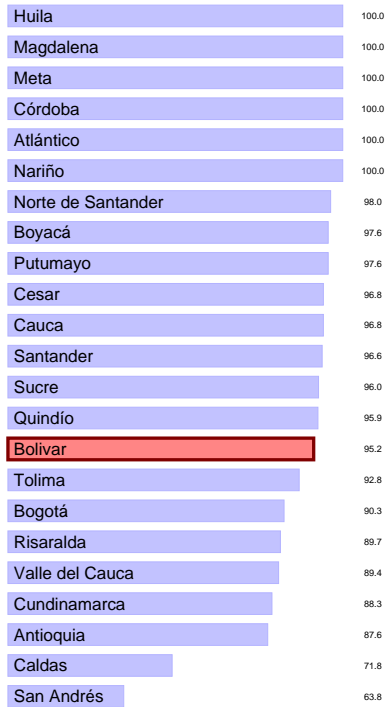 Huila 100.0
Magdalena 100.0
Meta 100.0
Córdoba 100.0
Atlántico 100.0
Nariño 100.0
Norte de Santander 98.0
Boyacá 97.6
Putumayo 97.6
Cesar 96.8
Cauca 96.8
Santander 96.6
Sucre 96.0
Quindío 95.9
Bolivar 95.2
Tolima 92.8
Bogotá 90.3
Risaralda 89.7
Valle del Cauca 89.4
Cundinamarca 88.3
Antioquia 87.6
Caldas 71.8
San Andrés 63.8